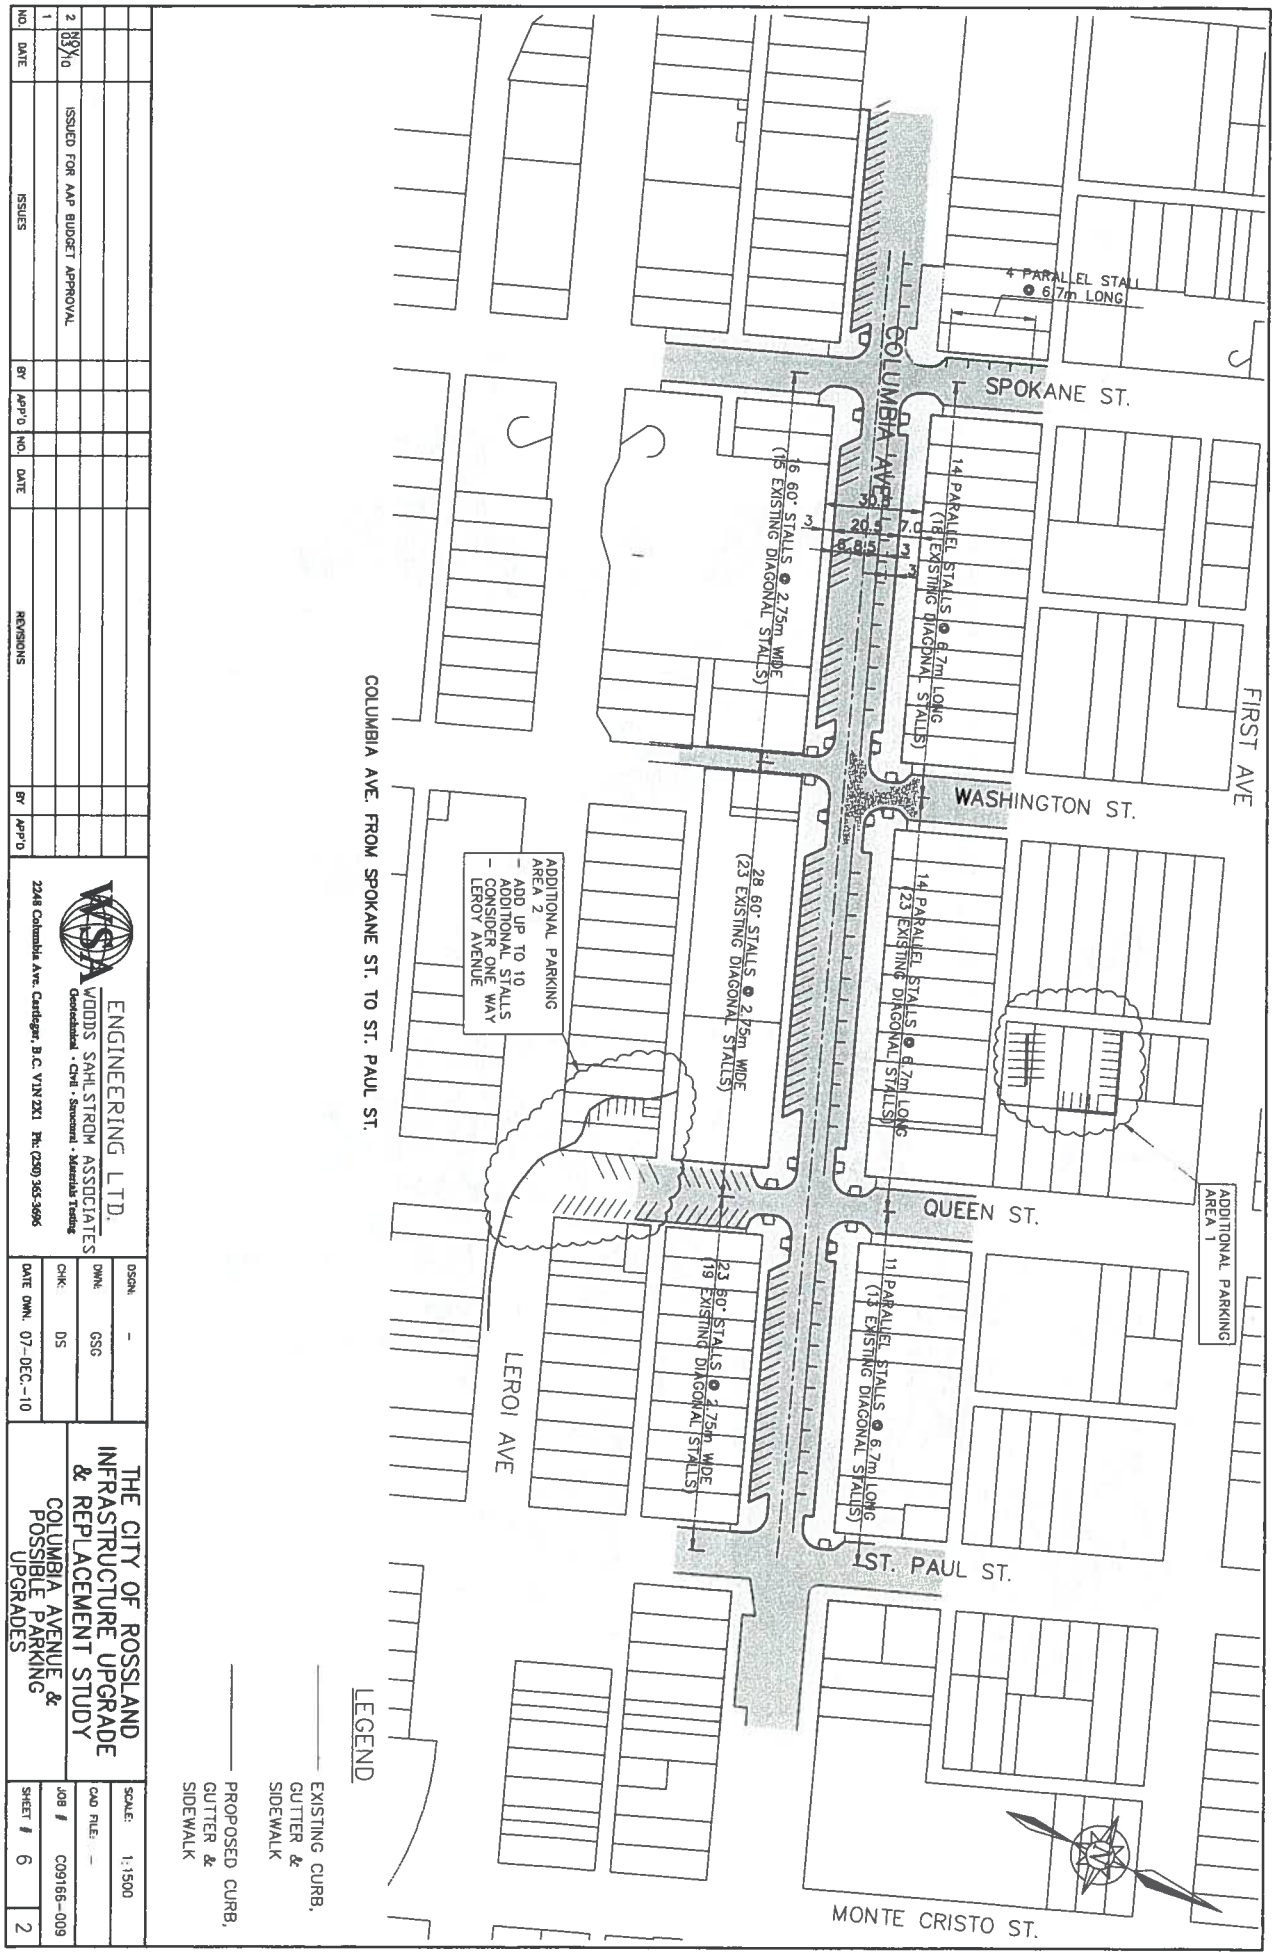 4 PARALLEL STALL
@ 6.7m LONG
SPOKANE ST.
COLUMBIA AVE
FIRST AVE
14 PARALLEL STALLS @ 6.7m LONG
(18 EXISTING DIAGONAL STALLS)
16 60° STALLS @ 2.75m WIDE
(15 EXISTING DIAGONAL STALLS)
20.5
7.0
3
3
3
8.5
WASHINGTON ST.
14 PARALLEL STALLS @ 6.7m LONG
(23 EXISTING DIAGONAL STALLS)
28 60° STALLS @ 2.75m WIDE
(23 EXISTING DIAGONAL STALLS)
ADDITIONAL PARKING
AREA 1
ADDITIONAL PARKING
AREA 2
- ADD UP TO 10
ADDITIONAL STALLS
- CONSIDER ONE WAY
LEROY AVENUE
QUEEN ST.
11 PARALLEL STALLS @ 6.7m LONG
(13 EXISTING DIAGONAL STALLS)
23 60° STALLS @ 2.75m WIDE
(19 EXISTING DIAGONAL STALLS)
LEROI AVE
ST. PAUL ST.
MONTE CRISTO ST.
N
COLUMBIA AVE. FROM SPOKANE ST. TO ST. PAUL ST.
LEGEND
EXISTING CURB,
GUTTER &
SIDEWALK
PROPOSED CURB,
GUTTER &
SIDEWALK
2 NOV 03/10 ISSUED FOR AAP BUDGET APPROVAL
1
NO. DATE ISSUES BY APP'D NO. DATE REVISIONS BY APP'D
WSA
ENGINEERING LTD.
WOODS SAHLSTROM ASSOCIATES
Geotechnical · Civil · Structural · Materials Testing
2248 Columbia Ave. Castlegar, B.C. V1N 2X1 Ph: (250) 365-3696
DSGN: -
DWN: GSG
CHK: DS
DATE DWN. 07-DEC.-10
THE CITY OF ROSSLAND
INFRASTRUCTURE UPGRADE
& REPLACEMENT STUDY
COLUMBIA AVENUE &
POSSIBLE PARKING
UPGRADES
SCALE: 1:1500
CAD FILE: -
JOB # C09166-009
SHEET # 6 2